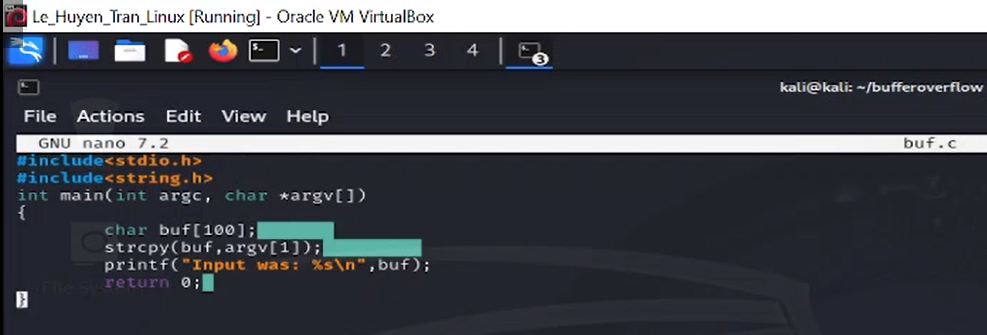 Le_Huyen_Tran_Linux [Running] - Oracle VM VirtualBox
1 2 3 4 3
kali@kali: ~/bufferoverflow
File Actions Edit View Help
GNU nano 7.2 buf.c
#include<stdio.h>
#include<string.h>
int main(int argc, char *argv[])
{
        char buf[100];
        strcpy(buf,argv[1]);
        printf("Input was: %s\n",buf);
        return 0;
}